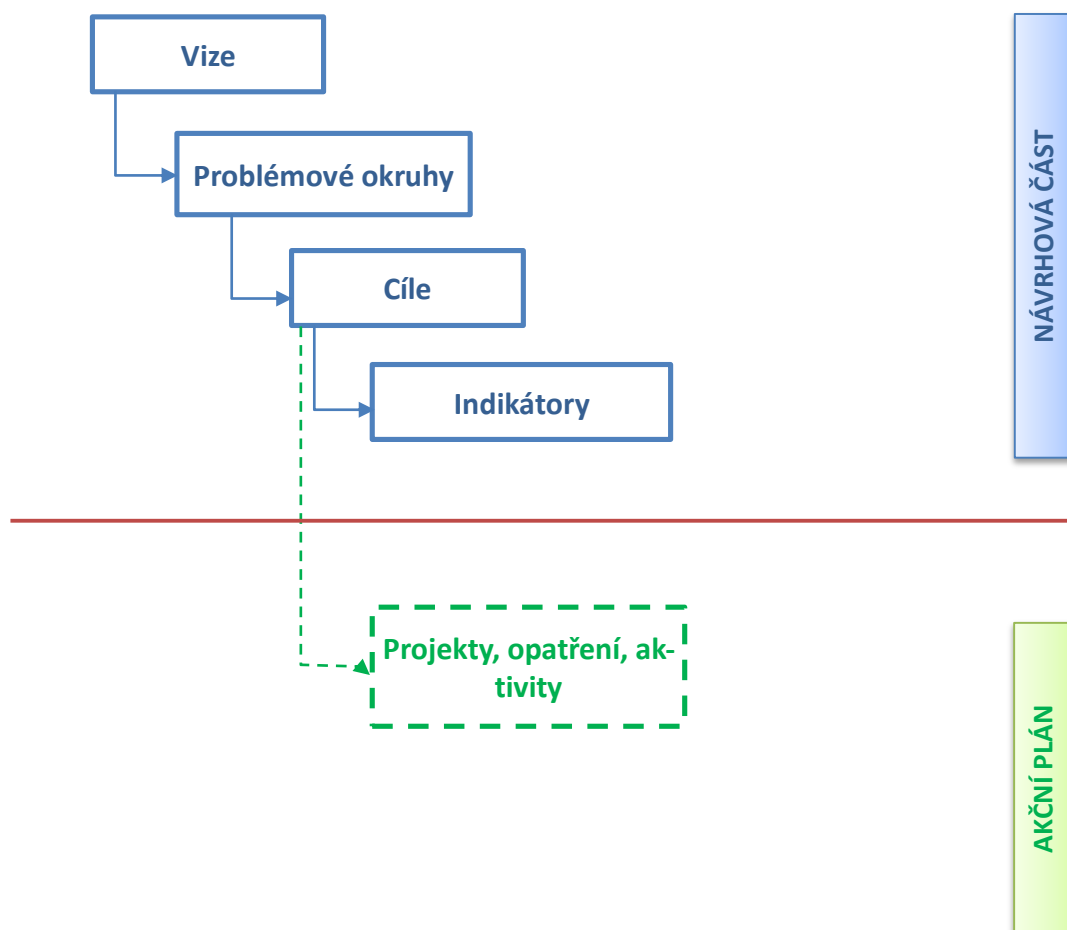 Vize
Problémové okruhy
Cíle
Indikátory
NÁVRHOVÁ ČÁST
Projekty, opatření, ak-
tivity
AKČNÍ PLÁN